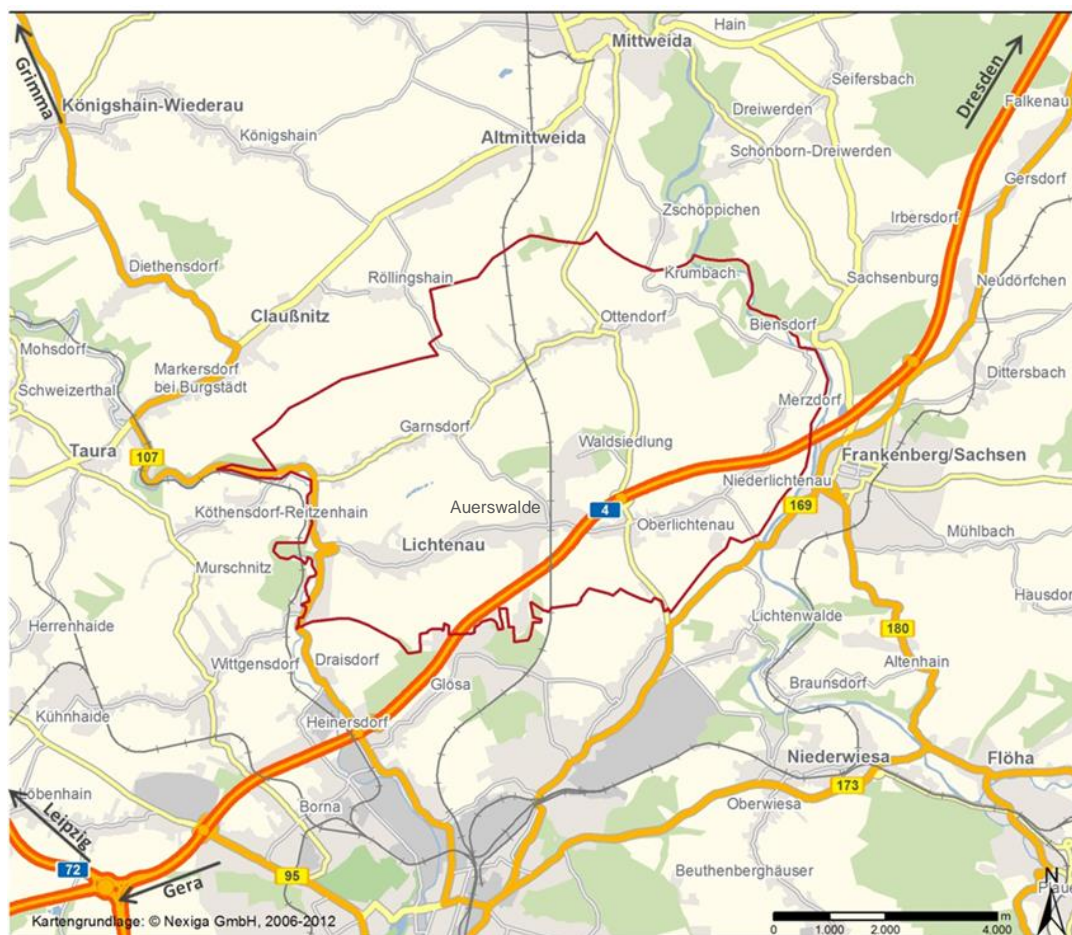 Hain
Mittweida
Grimma
Seifersbach
Dresden
Königshain-Wiederau
Falkenau
Dreiwerden
Königshain
Altmittweida
Schönborn-Dreiwerden
Gersdorf
Zschöppichen
Irbersdorf
Diethensdorf
Röllingshain
Krumbach
Sachsenburg
Neudörfchen
Claußnitz
Ottendorf
Biensdorf
Mohsdorf
Markersdorf
bei Burgstädt
Schweizerthal
Dittersbach
Merzdorf
Garnsdorf
Waldsiedlung
Taura
107
Frankenberg/Sachsen
Niederlichtenau
Auerswalde
4
169
Köthensdorf-Reitzenhain
Oberlichtenau
Mühlbach
Lichtenau
Murschnitz
Hausdor
Lichtenwalde
Herrenhaide
180
Wittgensdorf
Draisdorf
Altenhain
Glösa
Braunsdorf
Kühnhaide
Heinersdorf
Niederwiesa
Flöha
173
Löbenhain
Borna
Oberwiesa
Leipzig
72
95
Gera
Beuthenberghäuser
N
Plaue
Kartengrundlage: © Nexiga GmbH, 2006-2012
m
0 1.000 2.000 4.000